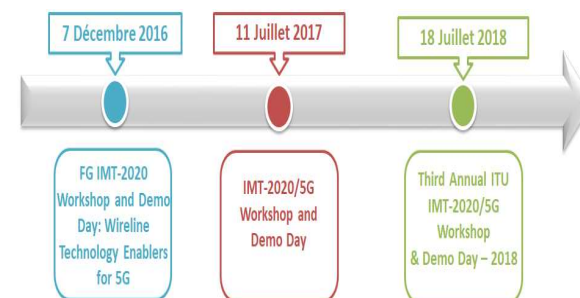 7 Décembre 2016
11 Juillet 2017
18 Juillet 2018
FG IMT-2020
Workshop and Demo
Day: Wireline
Technology Enablers
for 5G
IMT-2020/5G
Workshop and
Demo Day
Third Annual ITU
IMT-2020/5G
Workshop
& Demo Day – 2018